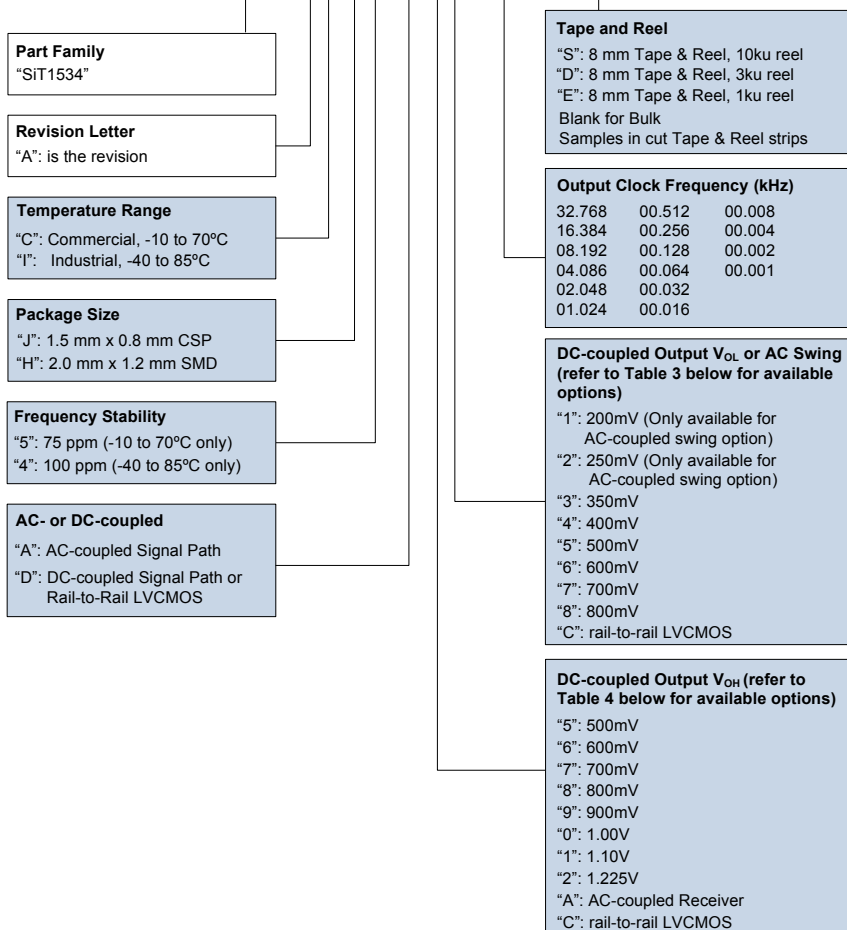 Part Family
“SiT1534”
Revision Letter
“A”: is the revision
Temperature Range
“C”: Commercial, -10 to 70ºC
“I”: Industrial, -40 to 85ºC
Package Size
“J”: 1.5 mm x 0.8 mm CSP
“H”: 2.0 mm x 1.2 mm SMD
Frequency Stability
“5”: 75 ppm (-10 to 70ºC only)
“4”: 100 ppm (-40 to 85ºC only)
AC- or DC-coupled
“A”: AC-coupled Signal Path
“D”: DC-coupled Signal Path or
Rail-to-Rail LVCMOS
Tape and Reel
“S”: 8 mm Tape & Reel, 10ku reel
“D”: 8 mm Tape & Reel, 3ku reel
“E”: 8 mm Tape & Reel, 1ku reel
Blank for Bulk
Samples in cut Tape & Reel strips
Output Clock Frequency (kHz)
32.768 00.512 00.008
16.384 00.256 00.004
08.192 00.128 00.002
04.086 00.064 00.001
02.048 00.032
01.024 00.016
DC-coupled Output VOL or AC Swing
(refer to Table 3 below for available
options)
“1”: 200mV (Only available for
AC-coupled swing option)
“2”: 250mV (Only available for
AC-coupled swing option)
“3”: 350mV
“4”: 400mV
“5”: 500mV
“6”: 600mV
“7”: 700mV
“8”: 800mV
“C”: rail-to-rail LVCMOS
DC-coupled Output VOH (refer to
Table 4 below for available options)
“5”: 500mV
“6”: 600mV
“7”: 700mV
“8”: 800mV
“9”: 900mV
“0”: 1.00V
“1”: 1.10V
“2”: 1.225V
“A”: AC-coupled Receiver
“C”: rail-to-rail LVCMOS